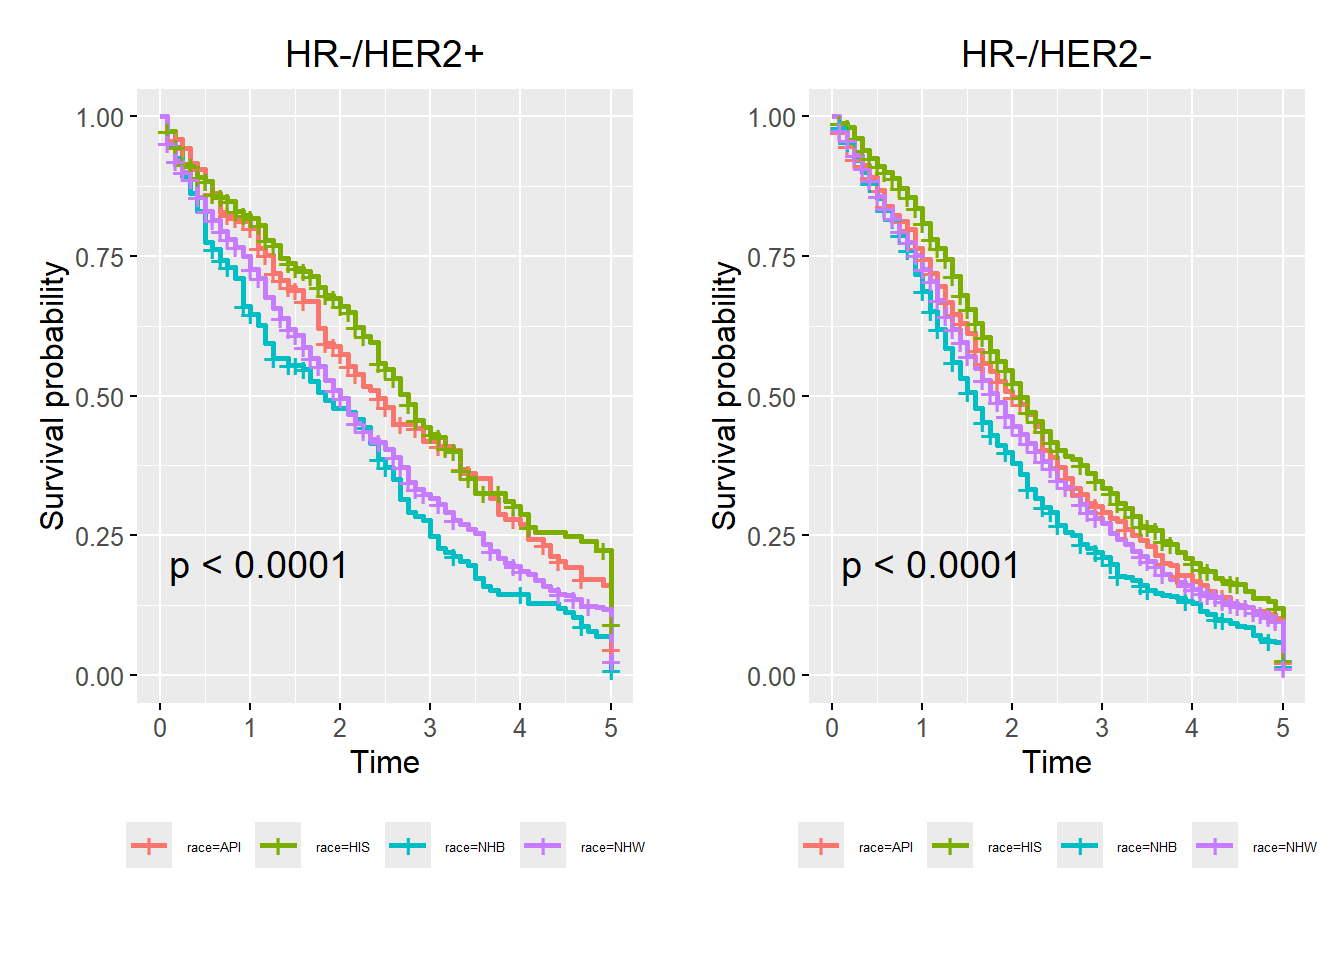 HR-/HER2+
Survival probability
1.00
0.75
0.50
0.25
0.00
p < 0.0001
0 1 2 3 4 5
Time
race=API race=HIS race=NHB race=NHW
HR-/HER2-
Survival probability
1.00
0.75
0.50
0.25
0.00
p < 0.0001
0 1 2 3 4 5
Time
race=API race=HIS race=NHB race=NHW